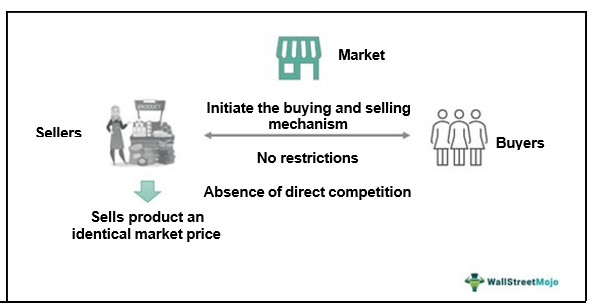 Market
PRODUCT
Initiate the buying and selling
mechanism
Sellers
No restrictions
Buyers
Absence of direct competition
Sells product an
identical market price
WallStreetMojo